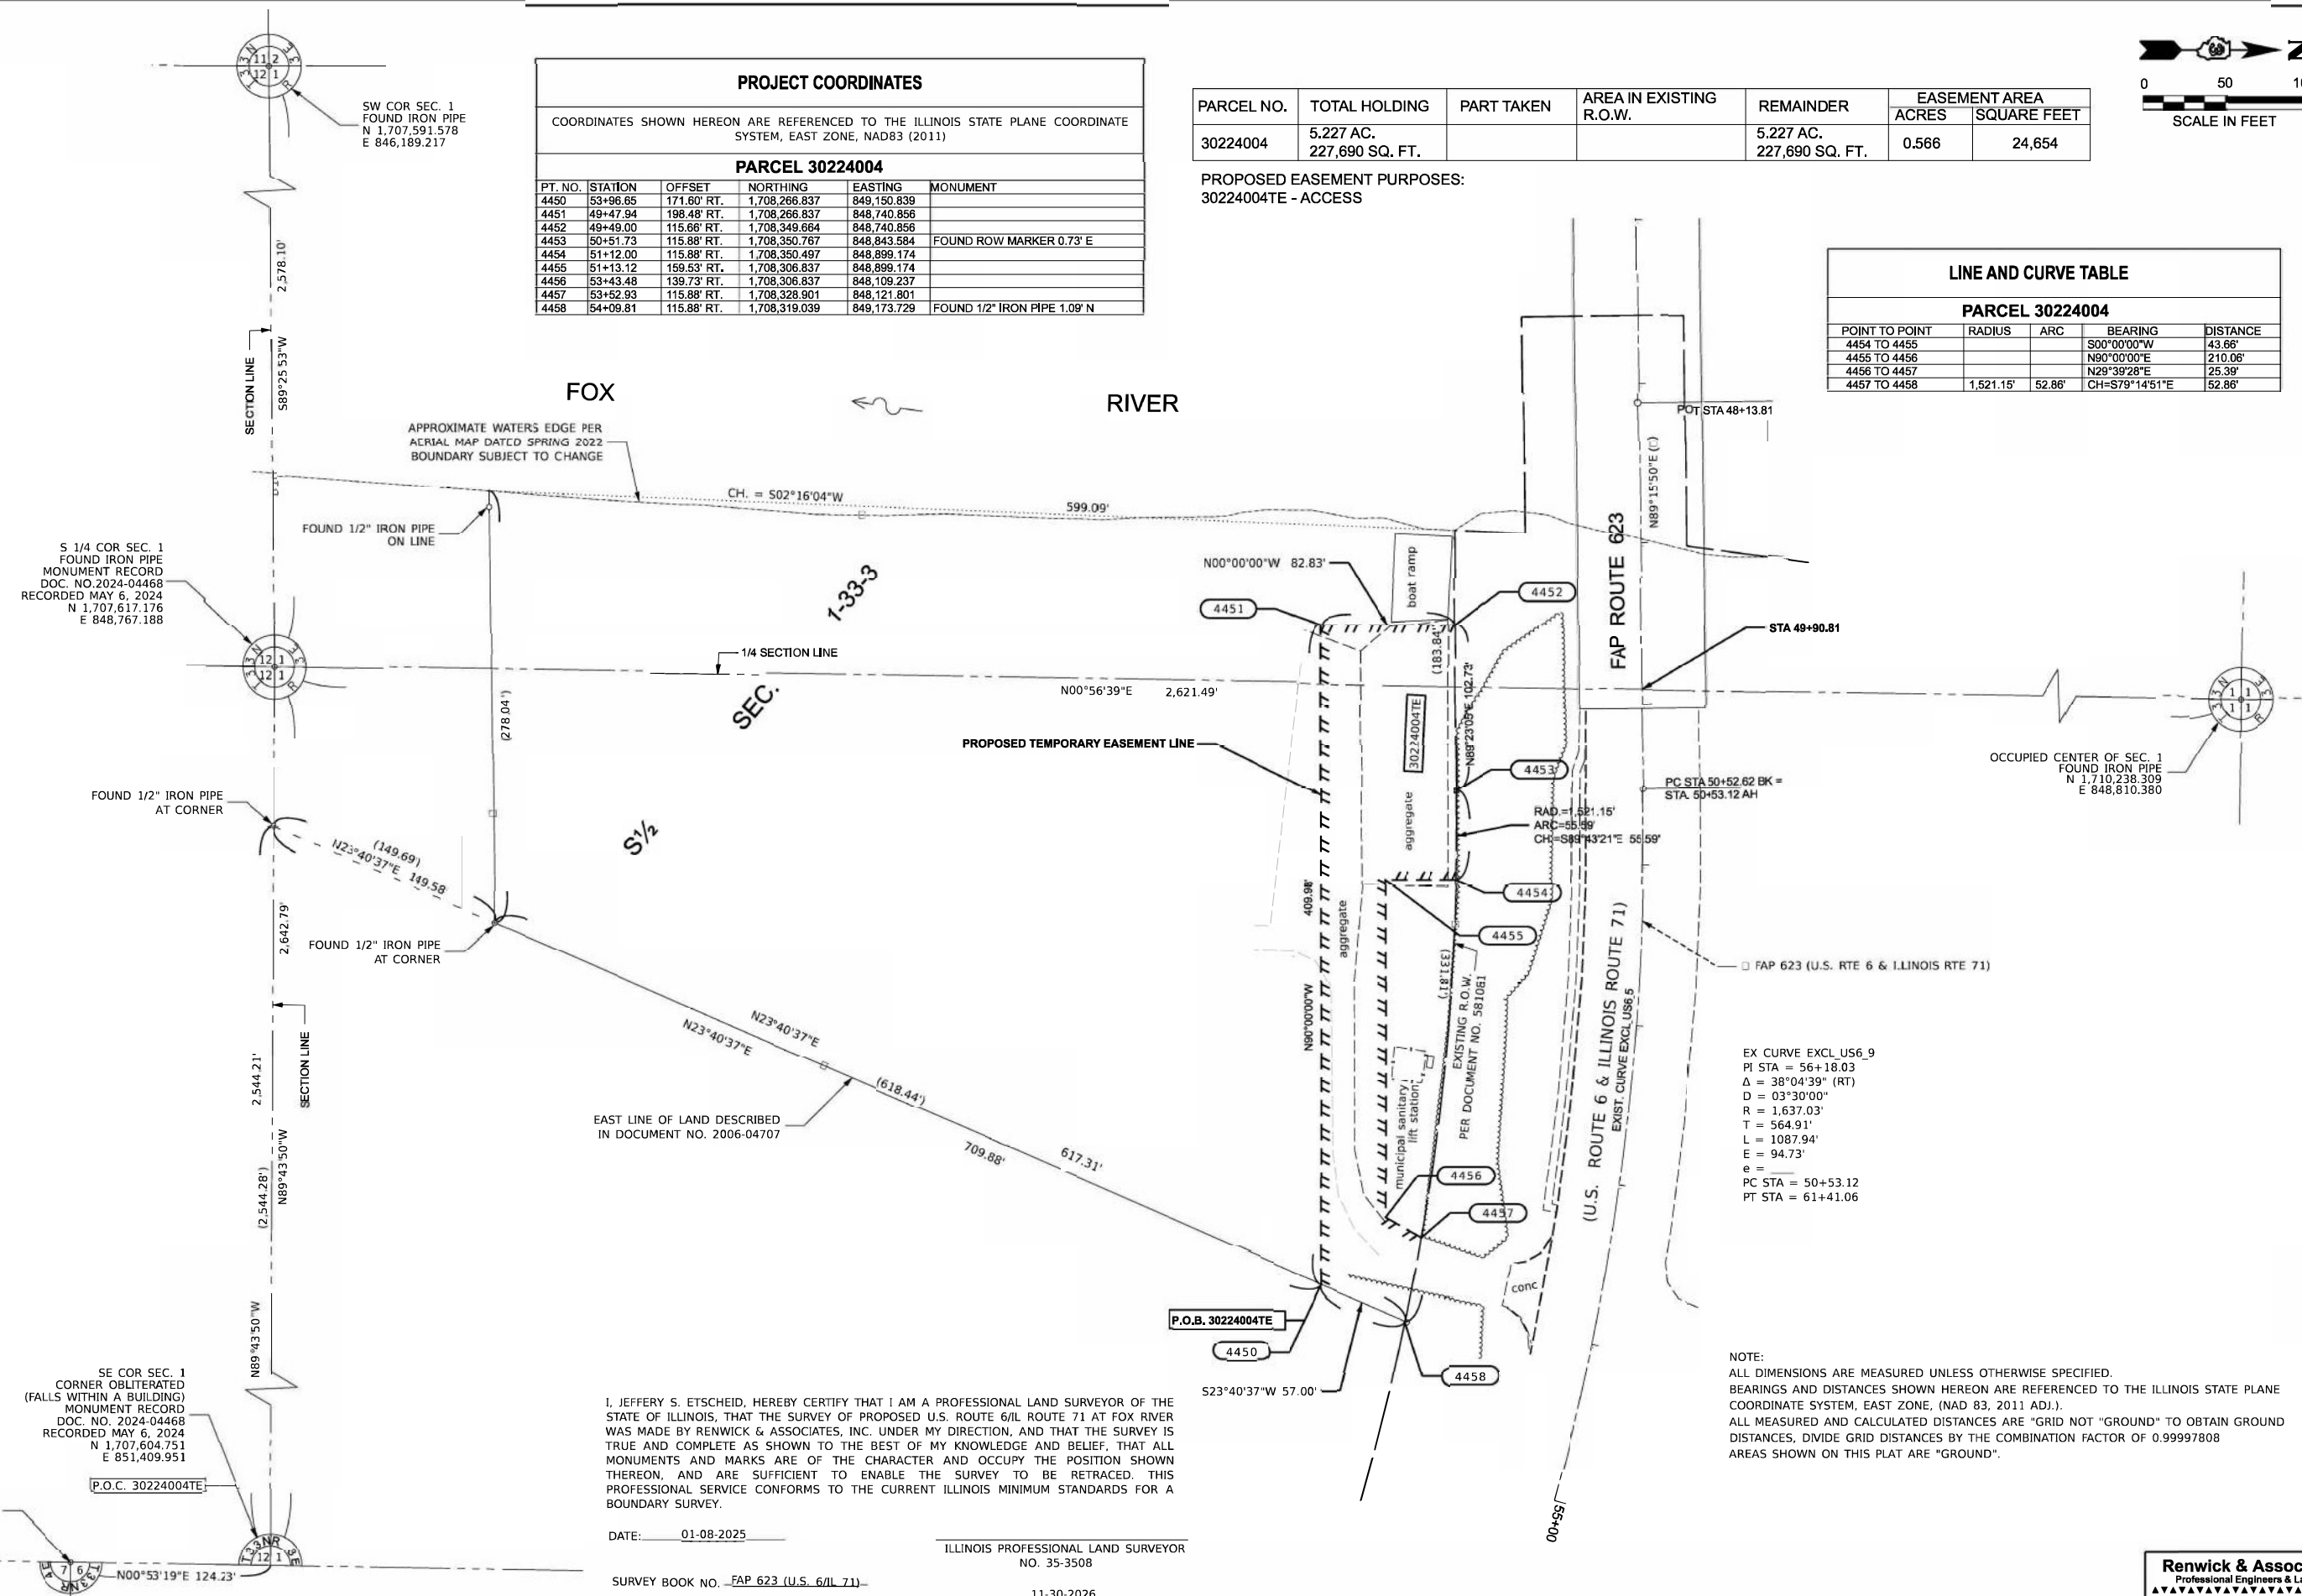 PROJECT COORDINATES
COORDINATES SHOWN HEREON ARE REFERENCED TO THE ILLINOIS STATE PLANE COORDINATE
SYSTEM, EAST ZONE, NAD83 (2011)
PARCEL 30224004
PT. NO. STATION OFFSET NORTHING EASTING MONUMENT
4450 53+96.65 171.60' RT. 1,708,266.837 849,150.839
4451 49+47.94 198.48' RT. 1,708,266.837 848,740.856
4452 49+49.00 115.66' RT. 1,708,349.664 848,740.856
4453 50+51.73 115.88' RT. 1,708,350.767 848,843.584 FOUND ROW MARKER 0.73' E
4454 51+12.00 115.88' RT. 1,708,350.497 848,899.174
4455 51+13.12 159.53' RT. 1,708,306.837 848,899.174
4456 53+43.48 139.73' RT. 1,708,306.837 848,109.237
4457 53+52.93 115.88' RT. 1,708,328.901 848,121.801
4458 54+09.81 115.88' RT. 1,708,319.039 849,173.729 FOUND 1/2" IRON PIPE 1.09' N
PARCEL NO. TOTAL HOLDING PART TAKEN AREA IN EXISTING R.O.W. REMAINDER EASEMENT AREA
ACRES SQUARE FEET
30224004 5.227 AC. 5.227 AC. 0.566 24,654
227,690 SQ. FT. 227,690 SQ. FT.
PROPOSED EASEMENT PURPOSES:
30224004TE - ACCESS
0 50
SCALE IN FEET
LINE AND CURVE TABLE
PARCEL 30224004
POINT TO POINT RADIUS ARC BEARING DISTANCE
4454 TO 4455 S00°00'00"W 43.66'
4455 TO 4456 N90°00'00"E 210.06'
4456 TO 4457 N29°39'28"E 25.39'
4457 TO 4458 1,521.15' 52.86' CH=S79°14'51"E 52.86'
11 2
12 1
SW COR SEC. 1
FOUND IRON PIPE
N 1,707,591.578
E 846,189.217
2,578.10'
SECTION LINE
S89°25 53"W
FOX RIVER
APPROXIMATE WATERS EDGE PER
AERIAL MAP DATED SPRING 2022
BOUNDARY SUBJECT TO CHANGE
CH. = S02°16'04"W
599.09'
FOUND 1/2" IRON PIPE
ON LINE
S 1/4 COR SEC. 1
FOUND IRON PIPE
MONUMENT RECORD
DOC. NO.2024-04468
RECORDED MAY 6, 2024
N 1,707,617.176
E 848,767.188
12 1
12 1
1-33-3
SEC.
S½
1/4 SECTION LINE
N00°56'39"E 2,621.49'
(278.04')
PROPOSED TEMPORARY EASEMENT LINE
FOUND 1/2" IRON PIPE
AT CORNER
(149.69)
N23°40'37"E 149.58'
2,642.79'
FOUND 1/2" IRON PIPE
AT CORNER
SECTION LINE
2,544.21'
(2,544.28')
N89°43'50"W
N89°43'50"W
N23°40'37"E
N23°40'37"E
(618.44')
709.88'
617.31'
EAST LINE OF LAND DESCRIBED
IN DOCUMENT NO. 2006-04707
N00°00'00"W 82.83'
boat ramp
4451
4452
(183.84')
30224004TE
N89°23'05"E 102.73'
4453
aggregate
RAD.=1,521.15'
ARC=55.59'
CH.=S89°43'21"E 55.59'
4454
4455
409.98'
N90°00'00"W
aggregate
(331.81')
EXISTING R.O.W.
PER DOCUMENT NO. 581081
municipal sanitary
lift station
4456
4457
conc
P.O.B. 30224004TE
4450
4458
S23°40'37"W 57.00'
POT STA 48+13.81
N89°15'50"E
FAP ROUTE 623
STA 49+90.81
PC STA 50+52.62 BK =
STA. 50+53.12 AH
FAP 623 (U.S. RTE 6 & ILLINOIS RTE 71)
(U.S. ROUTE 6 & ILLINOIS ROUTE 71)
EXIST. CURVE EXCL_US6_5
55+00
1 1
1 1
OCCUPIED CENTER OF SEC. 1
FOUND IRON PIPE
N 1,710,238.309
E 848,810.380
EX CURVE EXCL_US6_9
PI STA = 56+18.03
Δ = 38°04'39" (RT)
D = 03°30'00"
R = 1,637.03'
T = 564.91'
L = 1087.94'
E = 94.73'
e = ___
PC STA = 50+53.12
PT STA = 61+41.06
SE COR SEC. 1
CORNER OBLITERATED
(FALLS WITHIN A BUILDING)
MONUMENT RECORD
DOC. NO. 2024-04468
RECORDED MAY 6, 2024
N 1,707,604.751
E 851,409.951
P.O.C. 30224004TE
T33NR 3E
12 1
7 6
N00°53'19"E 124.23'
I, JEFFERY S. ETSCHEID, HEREBY CERTIFY THAT I AM A PROFESSIONAL LAND SURVEYOR OF THE
STATE OF ILLINOIS, THAT THE SURVEY OF PROPOSED U.S. ROUTE 6/IL ROUTE 71 AT FOX RIVER
WAS MADE BY RENWICK & ASSOCIATES, INC. UNDER MY DIRECTION, AND THAT THE SURVEY IS
TRUE AND COMPLETE AS SHOWN TO THE BEST OF MY KNOWLEDGE AND BELIEF, THAT ALL
MONUMENTS AND MARKS ARE OF THE CHARACTER AND OCCUPY THE POSITION SHOWN
THEREON, AND ARE SUFFICIENT TO ENABLE THE SURVEY TO BE RETRACED. THIS
PROFESSIONAL SERVICE CONFORMS TO THE CURRENT ILLINOIS MINIMUM STANDARDS FOR A
BOUNDARY SURVEY.
DATE: 01-08-2025
ILLINOIS PROFESSIONAL LAND SURVEYOR
NO. 35-3508
SURVEY BOOK NO. FAP 623 (U.S. 6/IL 71)
11-30-2026
NOTE:
ALL DIMENSIONS ARE MEASURED UNLESS OTHERWISE SPECIFIED.
BEARINGS AND DISTANCES SHOWN HEREON ARE REFERENCED TO THE ILLINOIS STATE PLANE
COORDINATE SYSTEM, EAST ZONE, (NAD 83, 2011 ADJ.).
ALL MEASURED AND CALCULATED DISTANCES ARE "GRID NOT "GROUND" TO OBTAIN GROUND
DISTANCES, DIVIDE GRID DISTANCES BY THE COMBINATION FACTOR OF 0.99997808
AREAS SHOWN ON THIS PLAT ARE "GROUND".
Renwick & Assoc
Professional Engineers & La